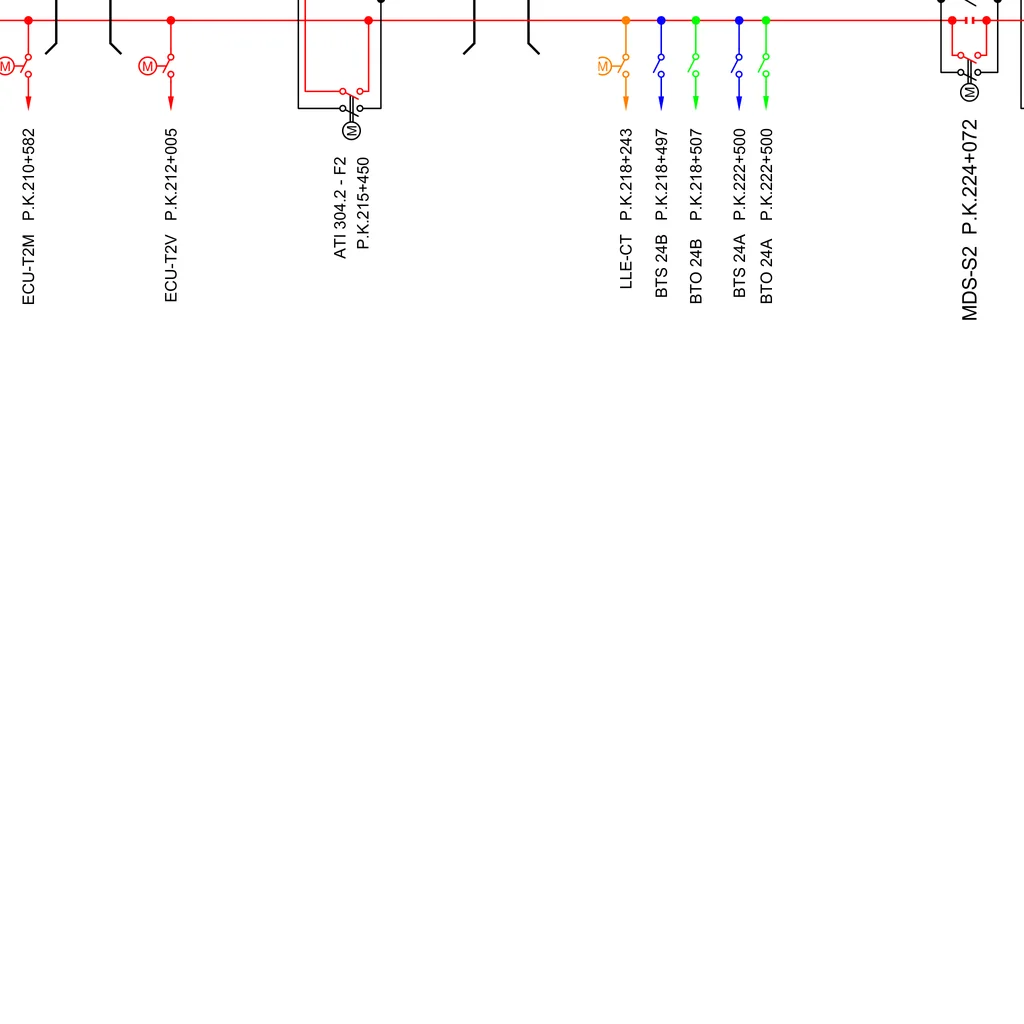 M
ECU-T2M P.K.210+582
M
ECU-T2V P.K.212+005
M
ATI 304.2 - F2
P.K.215+450
M
LLE-CT P.K.218+243
BTS 24B P.K.218+497
BTO 24B P.K.218+507
BTS 24A P.K.222+500
BTO 24A P.K.222+500
M
MDS-S2 P.K.224+072